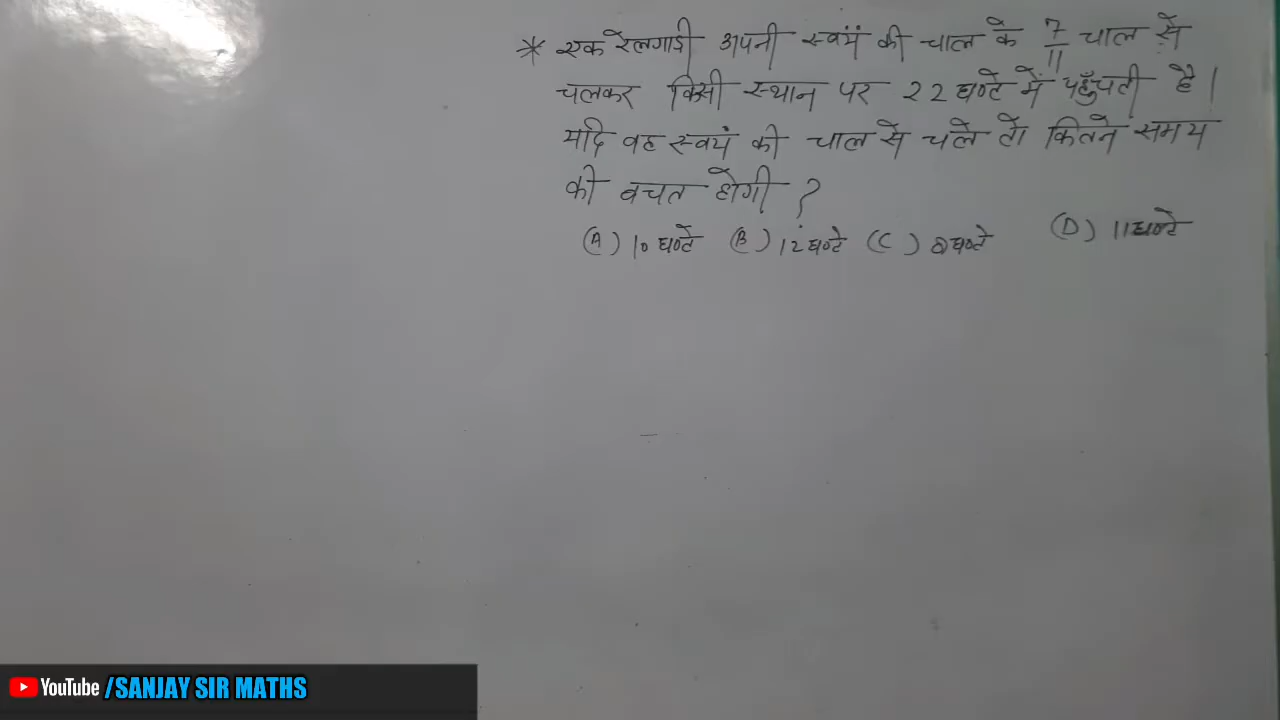 * एक रेलगाड़ी अपनी स्वयं की चाल के 7/11 चाल से
चलकर किसी स्थान पर 22 घण्टे में पहुँचती है।
यदि वह स्वयं की चाल से चले तो कितने समय
की बचत होगी ?
(A) 10 घण्टे (B) 12 घण्टे (C) 8 घण्टे (D) 11 घण्टे
YouTube /SANJAY SIR MATHS